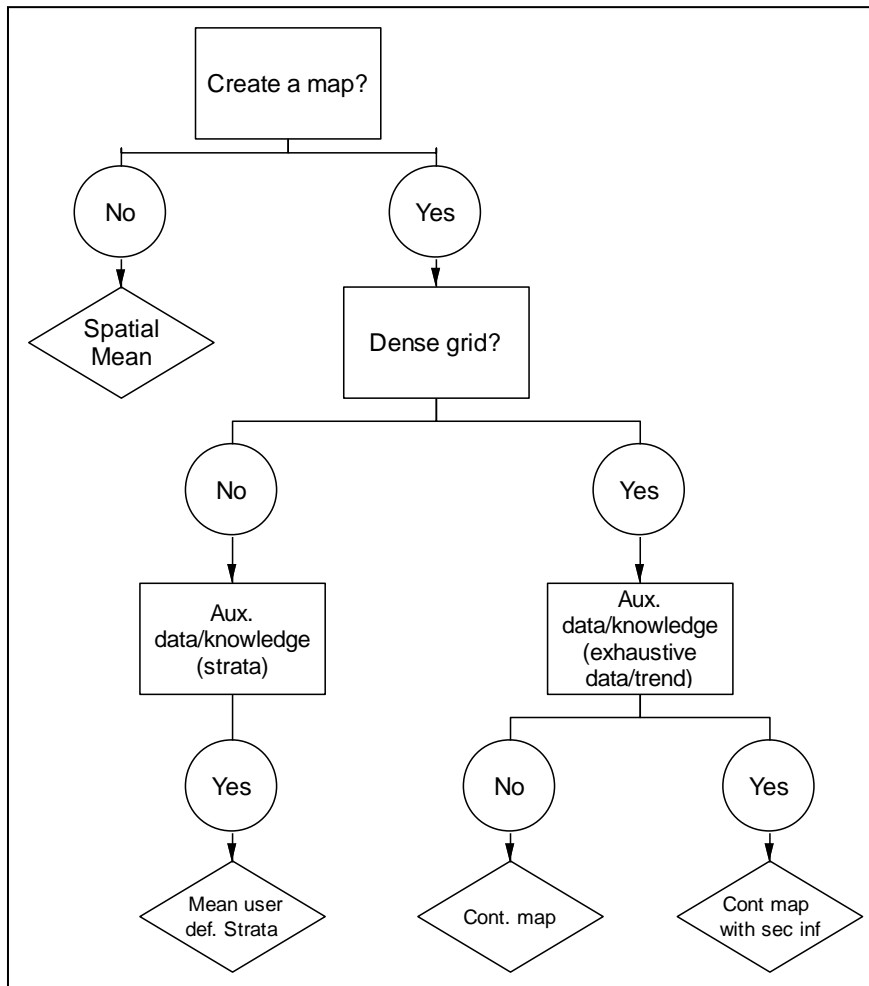 Create a map?
No
Yes
Spatial
Mean
Dense grid?
No
Yes
Aux.
data/knowledge
(strata)
Aux.
data/knowledge
(exhaustive
data/trend)
Yes
No
Yes
Mean user
def. Strata
Cont. map
Cont map
with sec inf